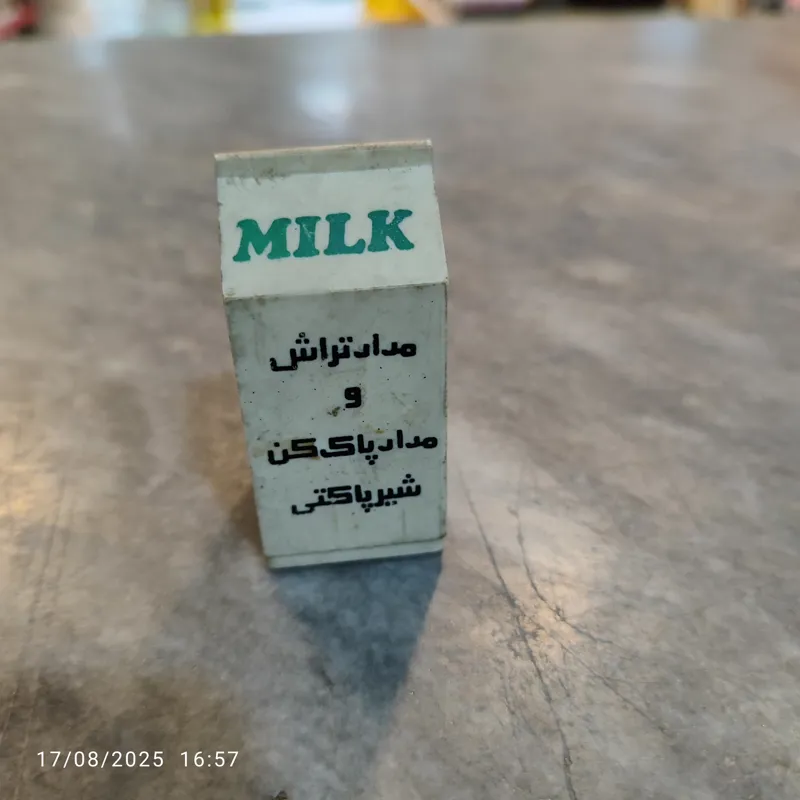 MILK
مدادتراش
و
مدادپاک‌کن
شیرپاکتی
17/08/2025 16:57